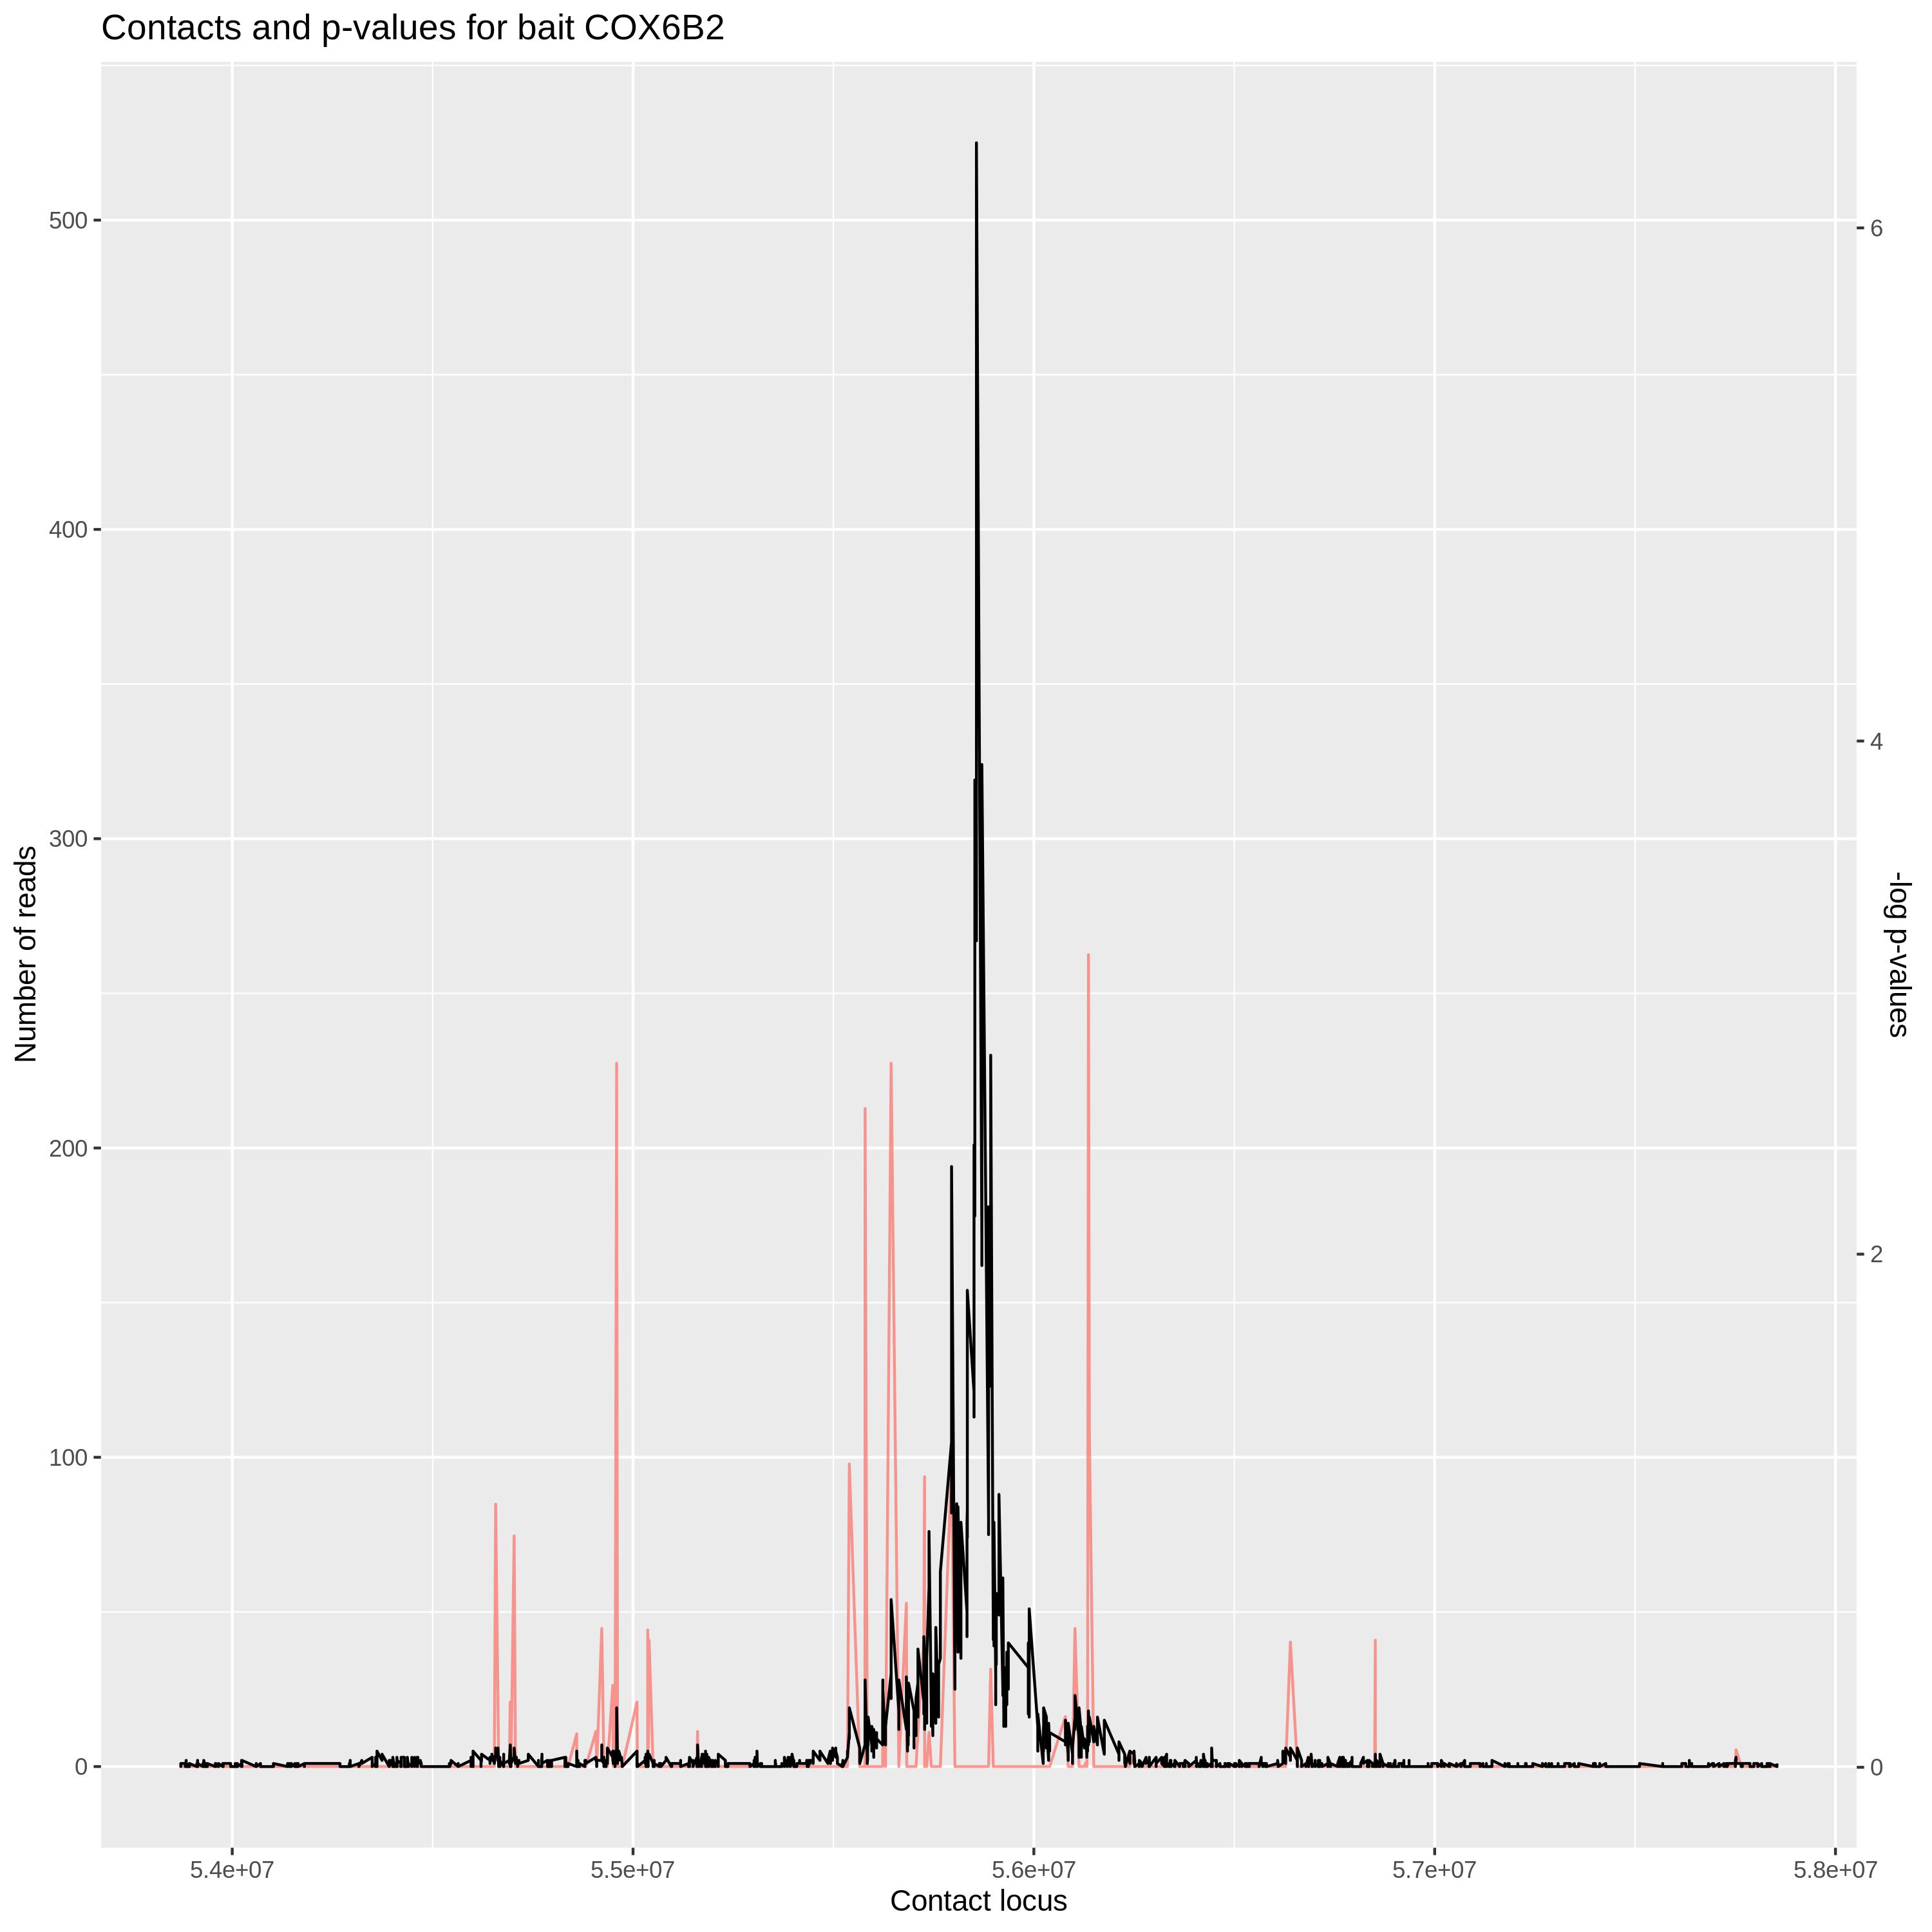 Contacts and p-values for bait COX6B2
500
400
300
200
100
0
Number of reads
6
4
2
0
-log p-values
5.4e+07
5.5e+07
5.6e+07
5.7e+07
5.8e+07
Contact locus